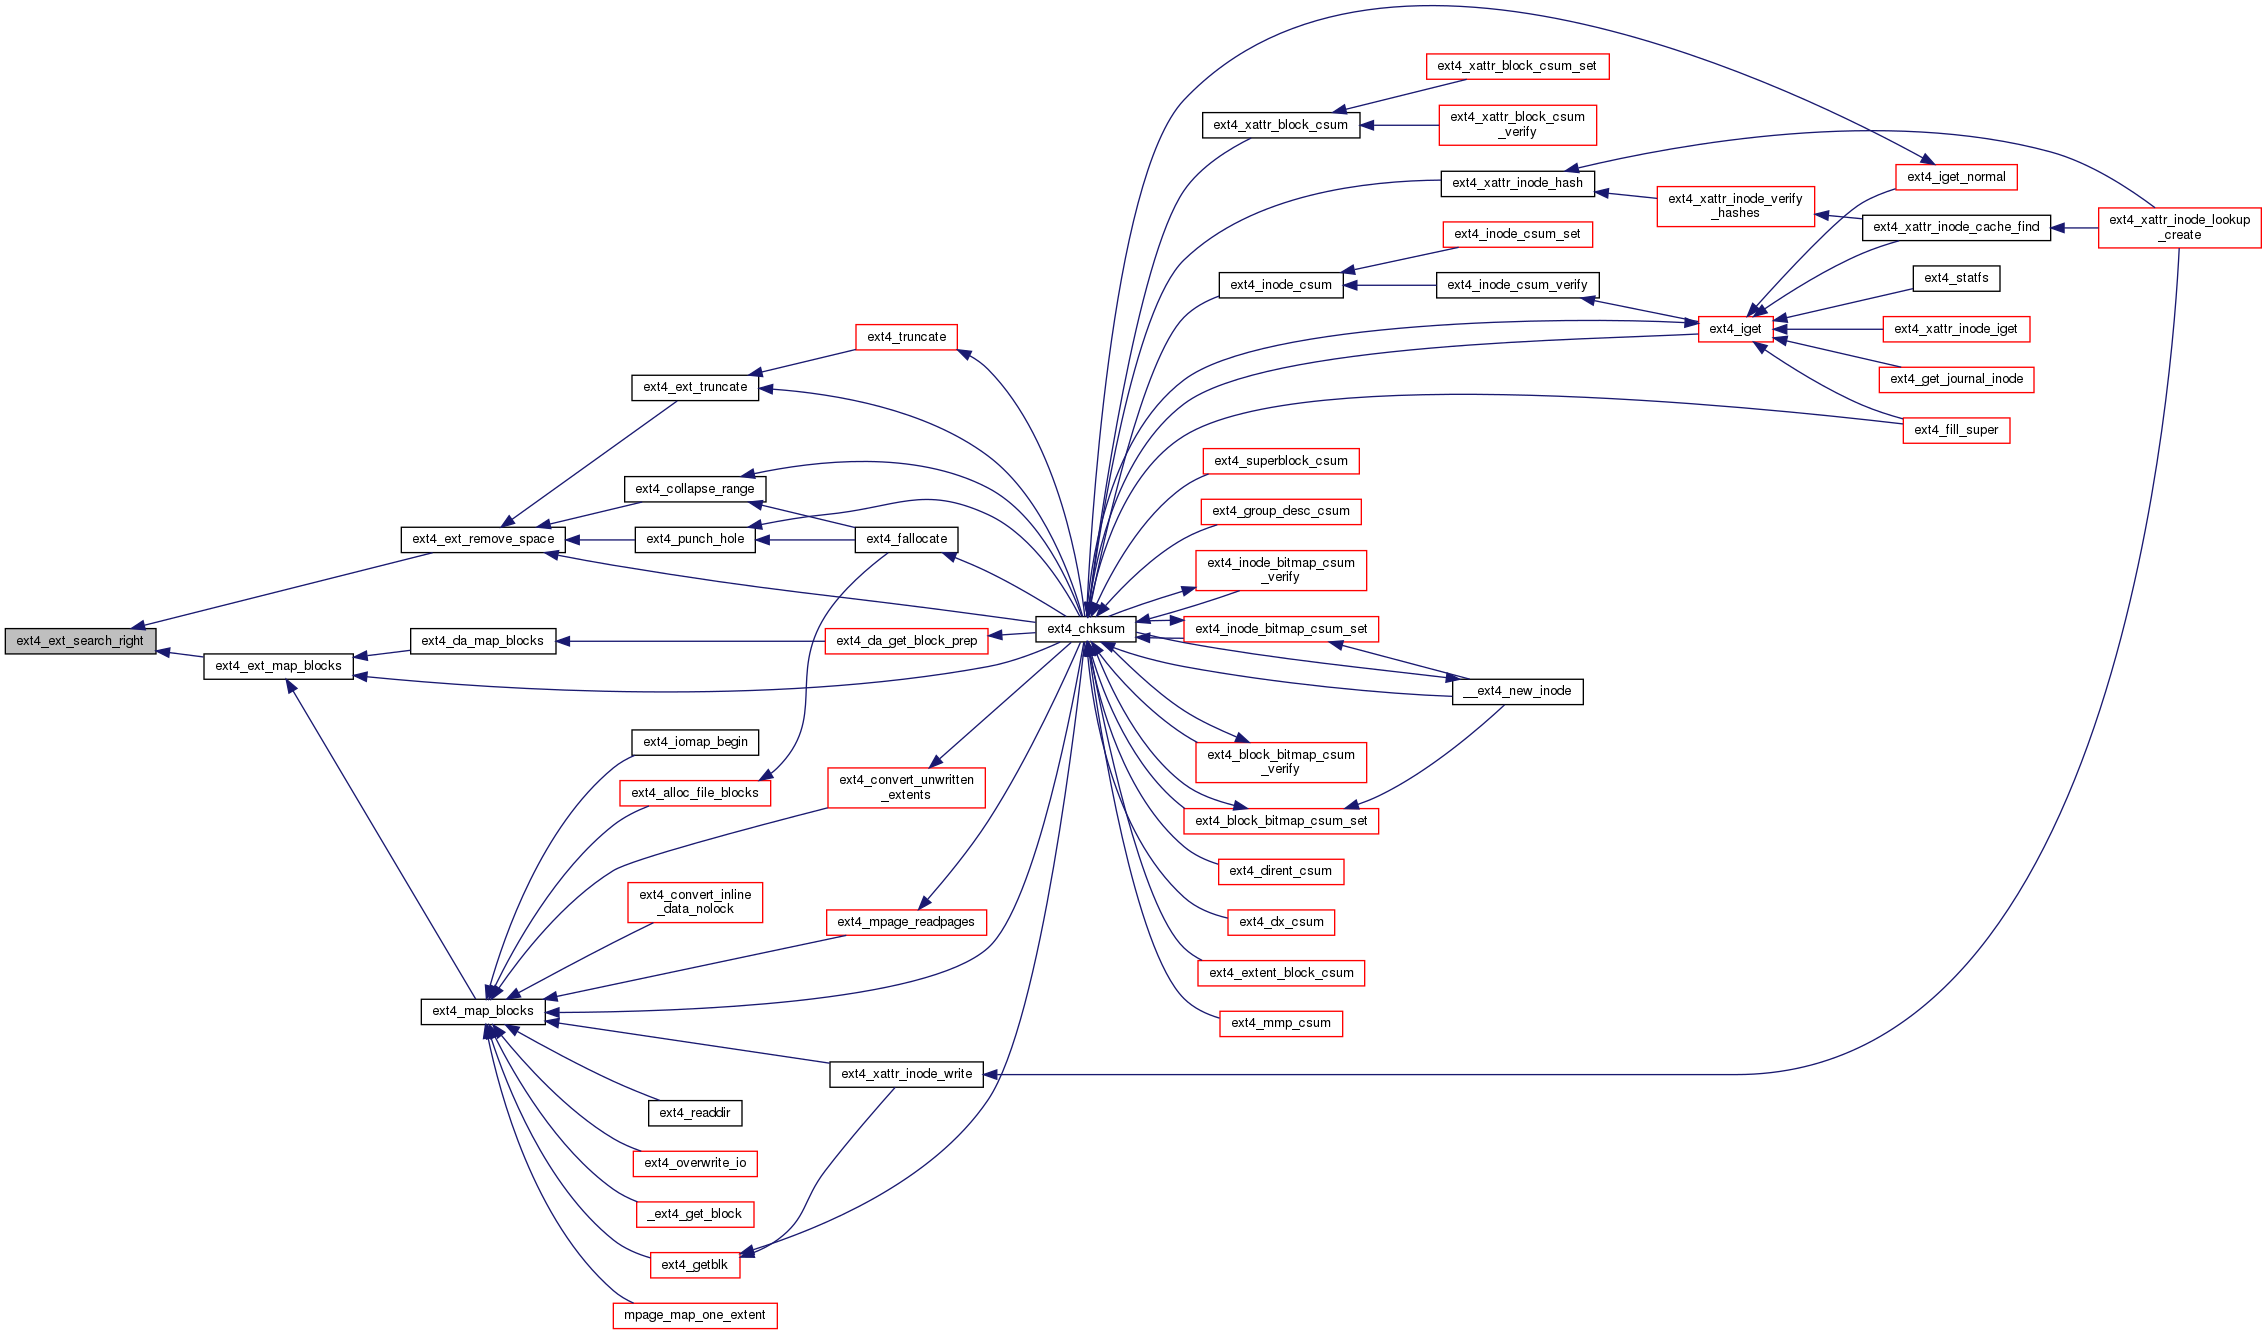 ext4_xattr_block_csum_set
ext4_xattr_block_csum
ext4_xattr_block_csum
_verify
ext4_xattr_inode_hash
ext4_iget_normal
ext4_xattr_inode_verify
_hashes
ext4_xattr_inode_cache_find
ext4_xattr_inode_lookup
_create
ext4_inode_csum_set
ext4_inode_csum
ext4_inode_csum_verify
ext4_statfs
ext4_iget
ext4_xattr_inode_iget
ext4_truncate
ext4_get_journal_inode
ext4_ext_truncate
ext4_fill_super
ext4_superblock_csum
ext4_collapse_range
ext4_group_desc_csum
ext4_ext_remove_space
ext4_punch_hole
ext4_fallocate
ext4_inode_bitmap_csum
_verify
ext4_chksum
ext4_inode_bitmap_csum_set
ext4_ext_search_right
ext4_da_map_blocks
ext4_da_get_block_prep
ext4_ext_map_blocks
__ext4_new_inode
ext4_iomap_begin
ext4_block_bitmap_csum
_verify
ext4_alloc_file_blocks
ext4_convert_unwritten
_extents
ext4_block_bitmap_csum_set
ext4_dirent_csum
ext4_convert_inline
_data_nolock
ext4_mpage_readpages
ext4_dx_csum
ext4_extent_block_csum
ext4_map_blocks
ext4_mmp_csum
ext4_xattr_inode_write
ext4_readdir
ext4_overwrite_io
_ext4_get_block
ext4_getblk
mpage_map_one_extent